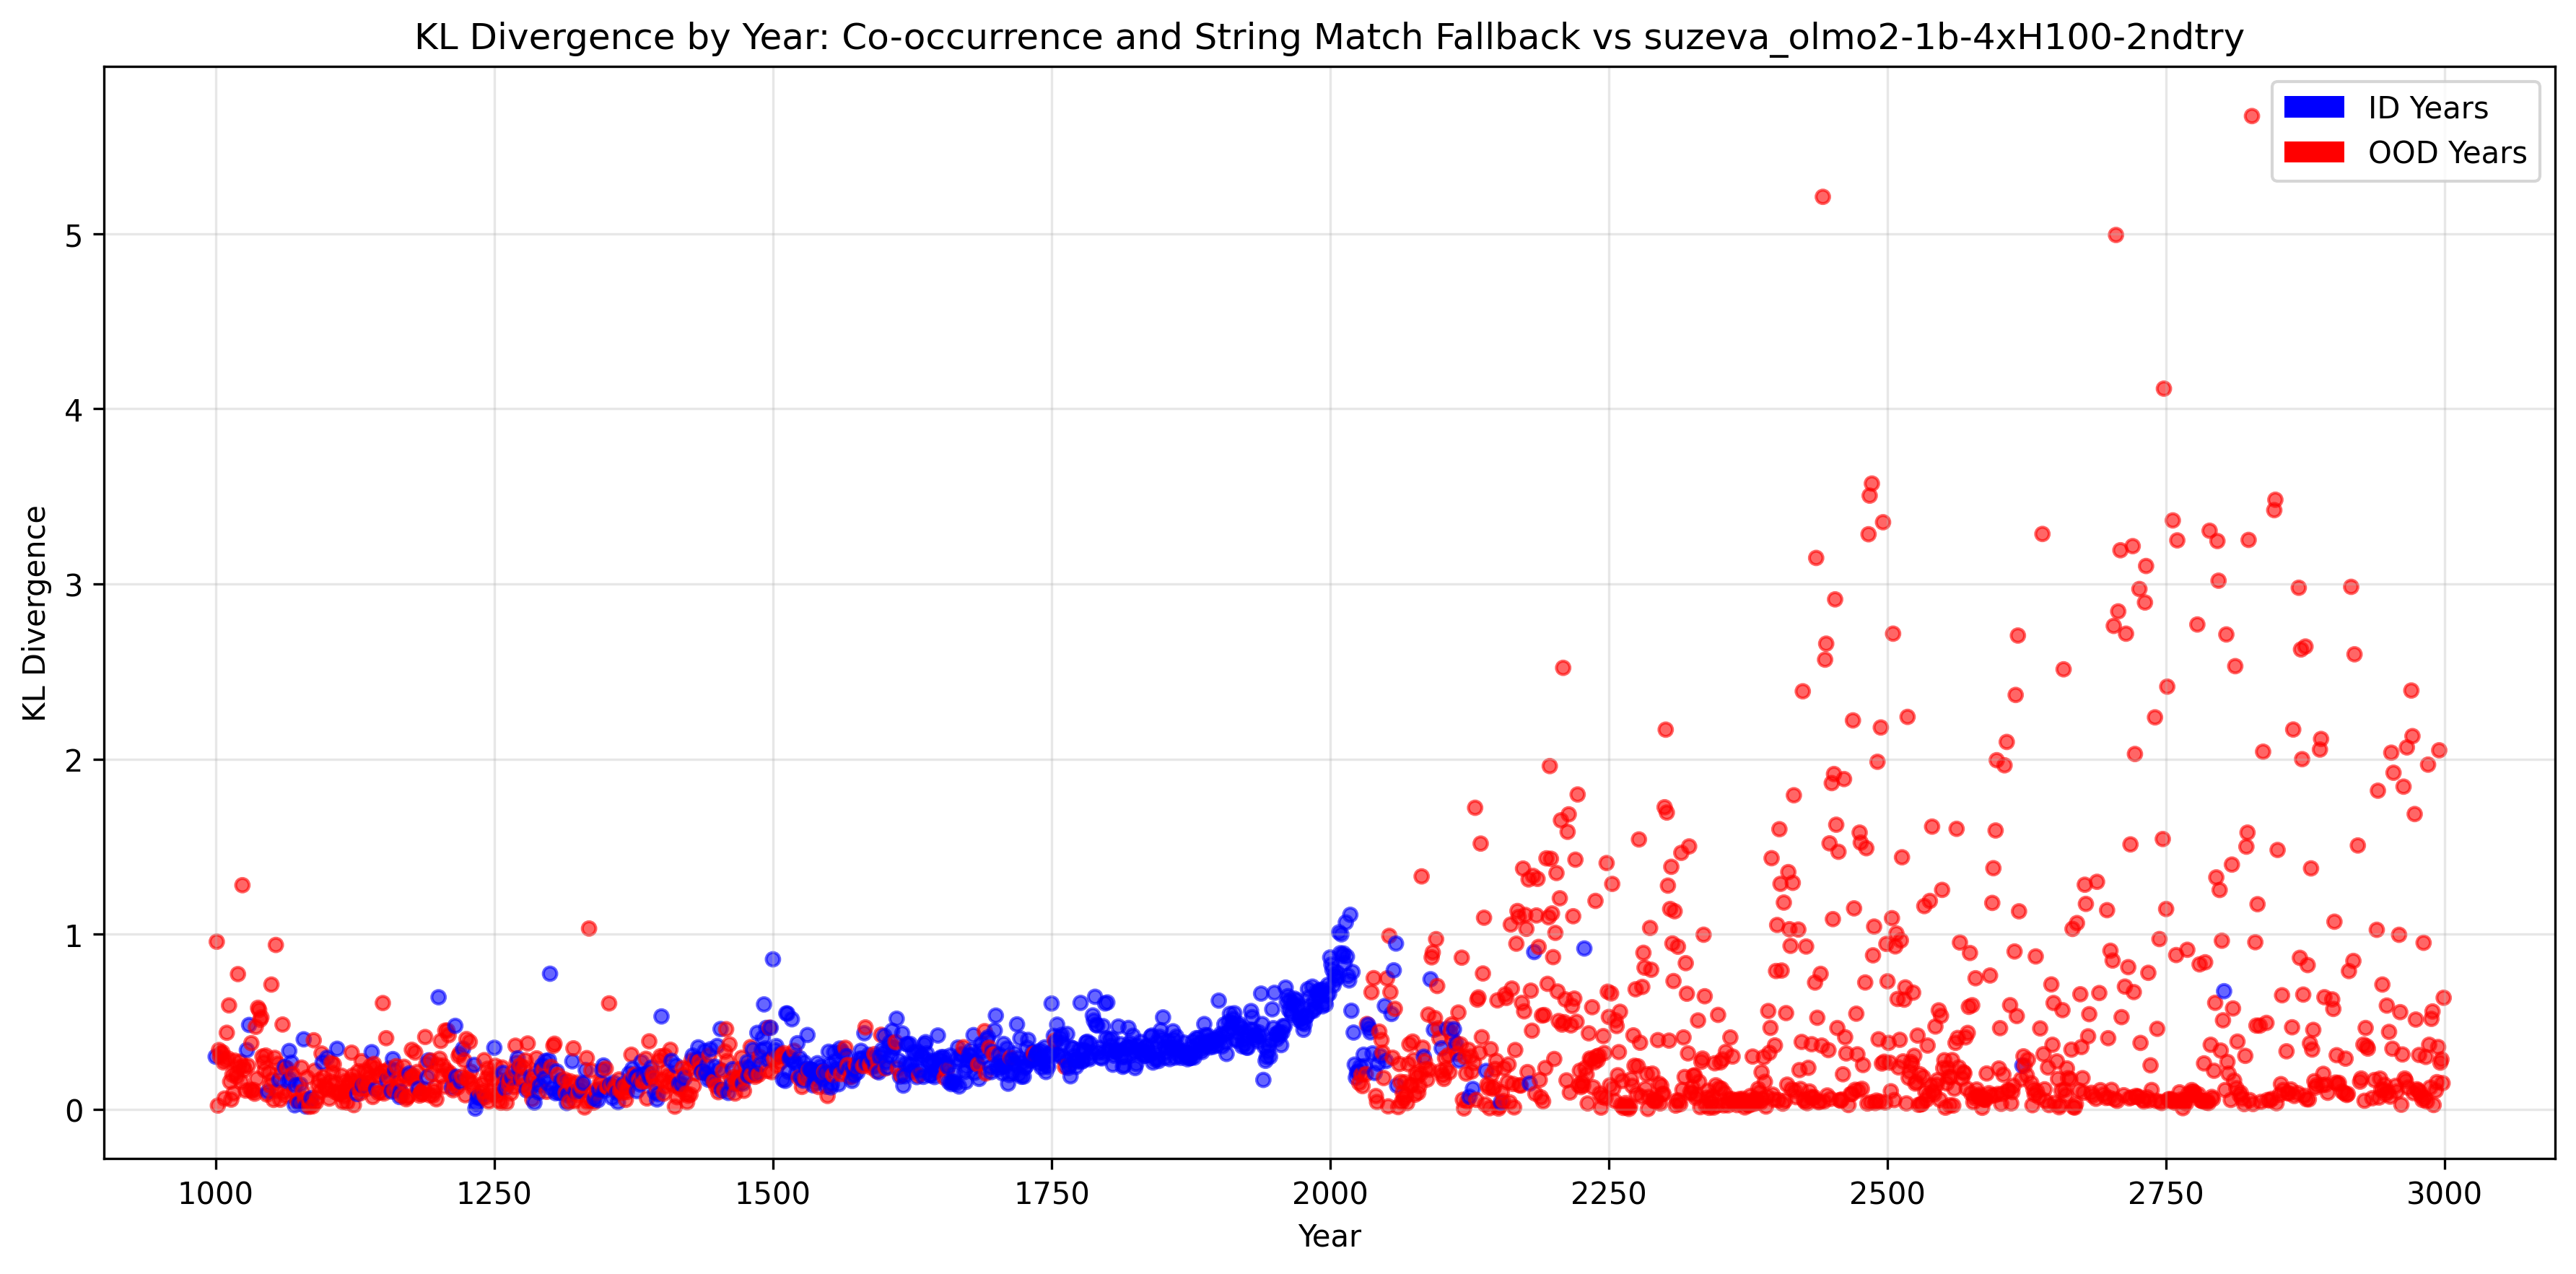 KL Divergence by Year: Co-occurrence and String Match Fallback vs suzeva_olmo2-1b-4xH100-2ndtry
ID Years
OOD Years
KL Divergence
5
4
3
2
1
0
1000 1250 1500 1750 2000 2250 2500 2750 3000
Year